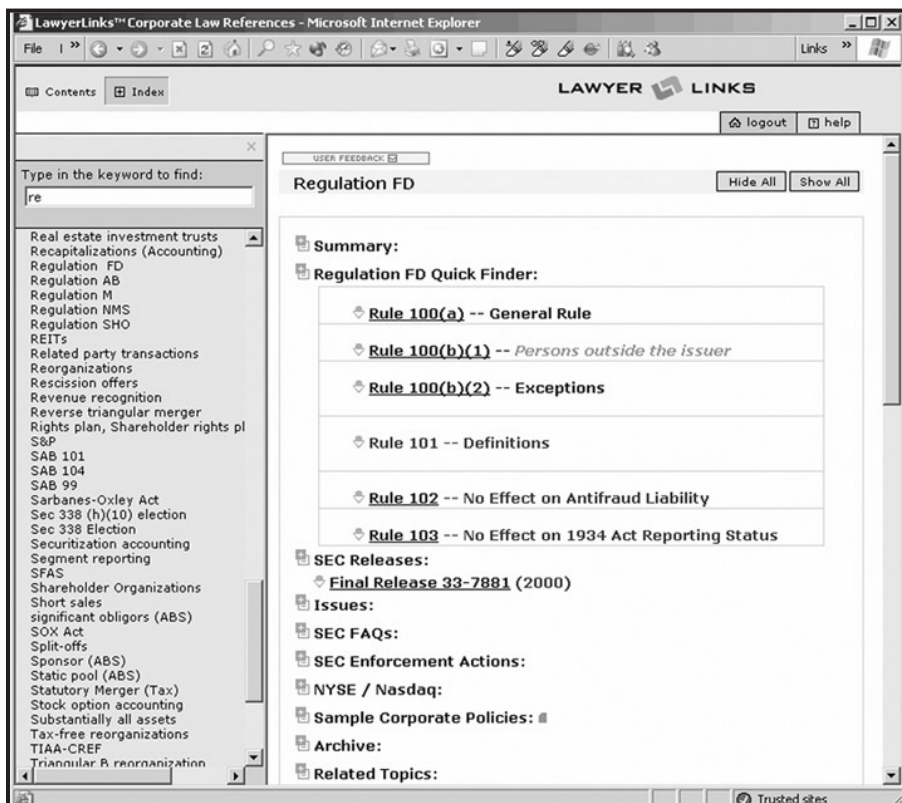 LawyerLinks™ Corporate Law References - Microsoft Internet Explorer
File
Links »
Contents Index
LAWYER LINKS
logout help
USER FEEDBACK
Type in the keyword to find:
re
Real estate investment trusts
Recapitalizations (Accounting)
Regulation FD
Regulation AB
Regulation M
Regulation NMS
Regulation SHO
REITs
Related party transactions
Reorganizations
Rescission offers
Revenue recognition
Reverse triangular merger
Rights plan, Shareholder rights pl
S&P
SAB 101
SAB 104
SAB 99
Sarbanes-Oxley Act
Sec 338 (h)(10) election
Sec 338 Election
Securitization accounting
Segment reporting
SFAS
Shareholder Organizations
Short sales
significant obligors (ABS)
SOX Act
Split-offs
Sponsor (ABS)
Static pool (ABS)
Statutory Merger (Tax)
Stock option accounting
Substantially all assets
Tax-free reorganizations
TIAA-CREF
Triangular B reorganization
Regulation FD
Hide All Show All
Summary:
Regulation FD Quick Finder:
Rule 100(a) -- General Rule
Rule 100(b)(1) -- Persons outside the issuer
Rule 100(b)(2) -- Exceptions
Rule 101 -- Definitions
Rule 102 -- No Effect on Antifraud Liability
Rule 103 -- No Effect on 1934 Act Reporting Status
SEC Releases:
Final Release 33-7881 (2000)
Issues:
SEC FAQs:
SEC Enforcement Actions:
NYSE / Nasdaq:
Sample Corporate Policies:
Archive:
Related Topics:
Trusted sites